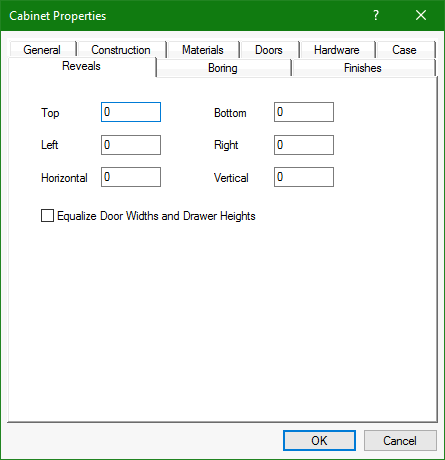 Cabinet Properties ?
General Construction Materials Doors Hardware Case
Reveals Boring Finishes
Top 0 Bottom 0
Left 0 Right 0
Horizontal 0 Vertical 0
Equalize Door Widths and Drawer Heights
OK Cancel